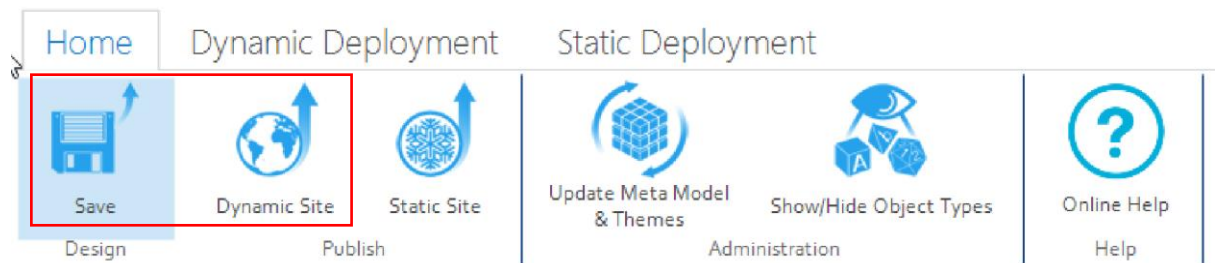 Home Dynamic Deployment Static Deployment
Save Dynamic Site Static Site Update Meta Model
& Themes Show/Hide Object Types Online Help
Design Publish Administration Help